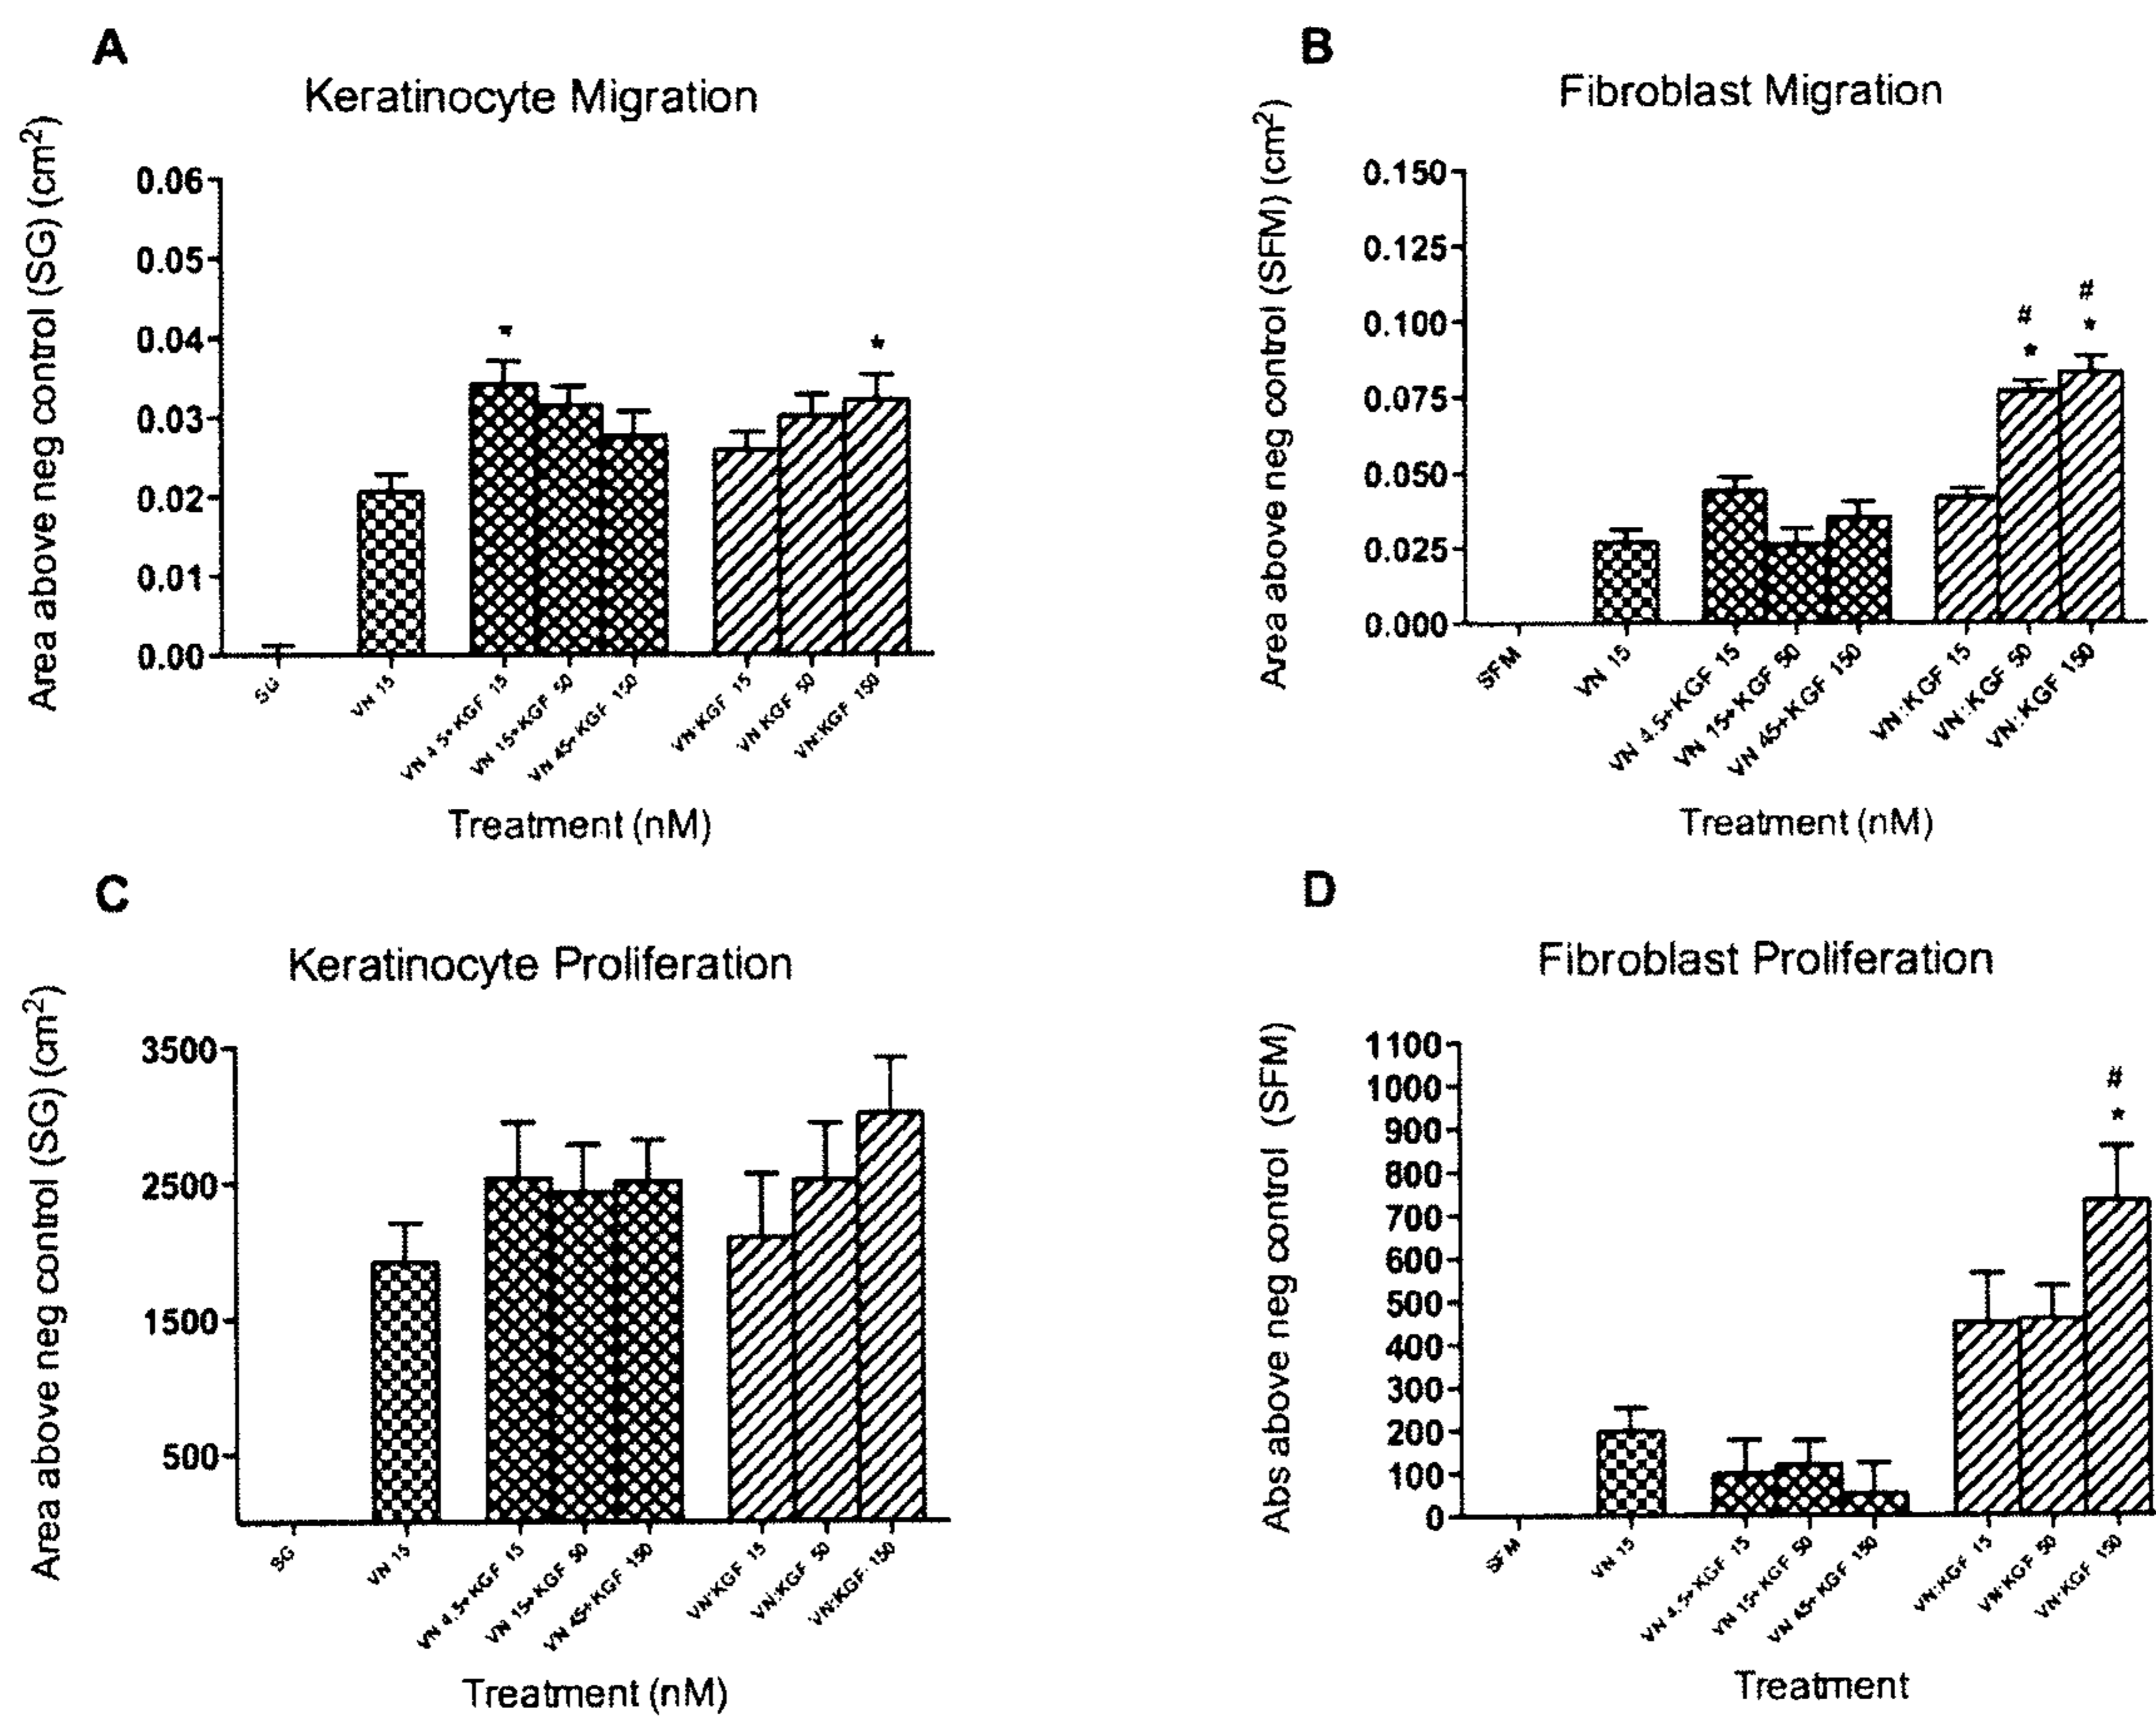 A
Keratinocyte Migration
Area above neg control (SG) (cm²)
0.06
0.05
0.04
0.03
0.02
0.01
0.00
*
*
SG
VN 15
VN 4.5+KGF 15
VN 15+KGF 50
VN 45+KGF 150
VN:KGF 15
VN KGF 50
VN:KGF 150
Treatment (nM)
B
Fibroblast Migration
Area above neg control (SFM) (cm²)
0.150
0.125
0.100
0.075
0.050
0.025
0.000
#
*
#
*
SFM
VN 15
VN 4.5+KGF 15
VN 15+KGF 50
VN 45+KGF 150
VN:KGF 15
VN:KGF 50
VN:KGF 150
Treatment (nM)
C
Keratinocyte Proliferation
Area above neg control (SG) (cm²)
3500
2500
1500
500
SG
VN 15
VN 4.5+KGF 15
VN 15+KGF 50
VN 45+KGF 150
VN:KGF 15
VN:KGF 50
VN:KGF 150
Treatment (nM)
D
Fibroblast Proliferation
Abs above neg control (SFM)
1100
1000
900
800
700
600
500
400
300
200
100
0
#
*
SFM
VN 15
VN 4.5+KGF 15
VN 15+KGF 50
VN 45+KGF 150
VN:KGF 15
VN:KGF 50
VN:KGF 150
Treatment